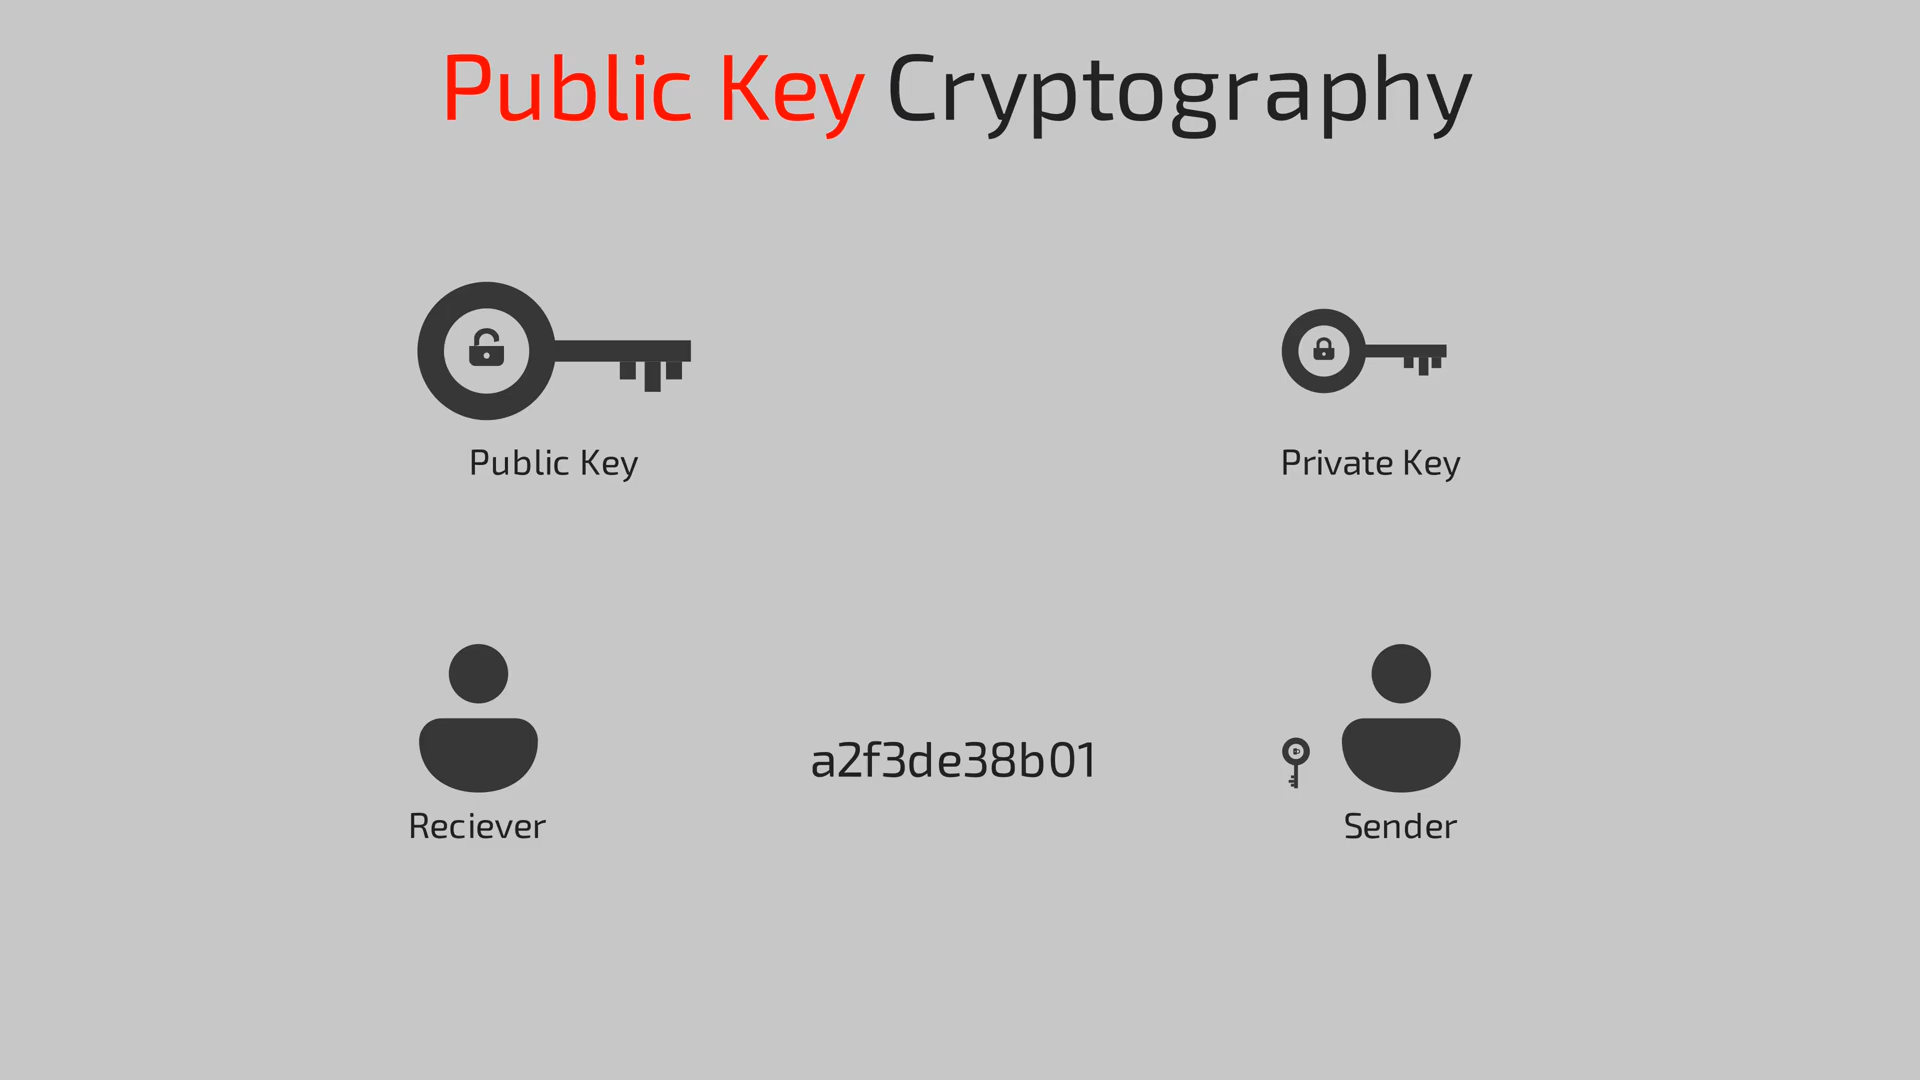 Public Key Cryptography
Public Key
Private Key
a2f3de38b01
Reciever
Sender